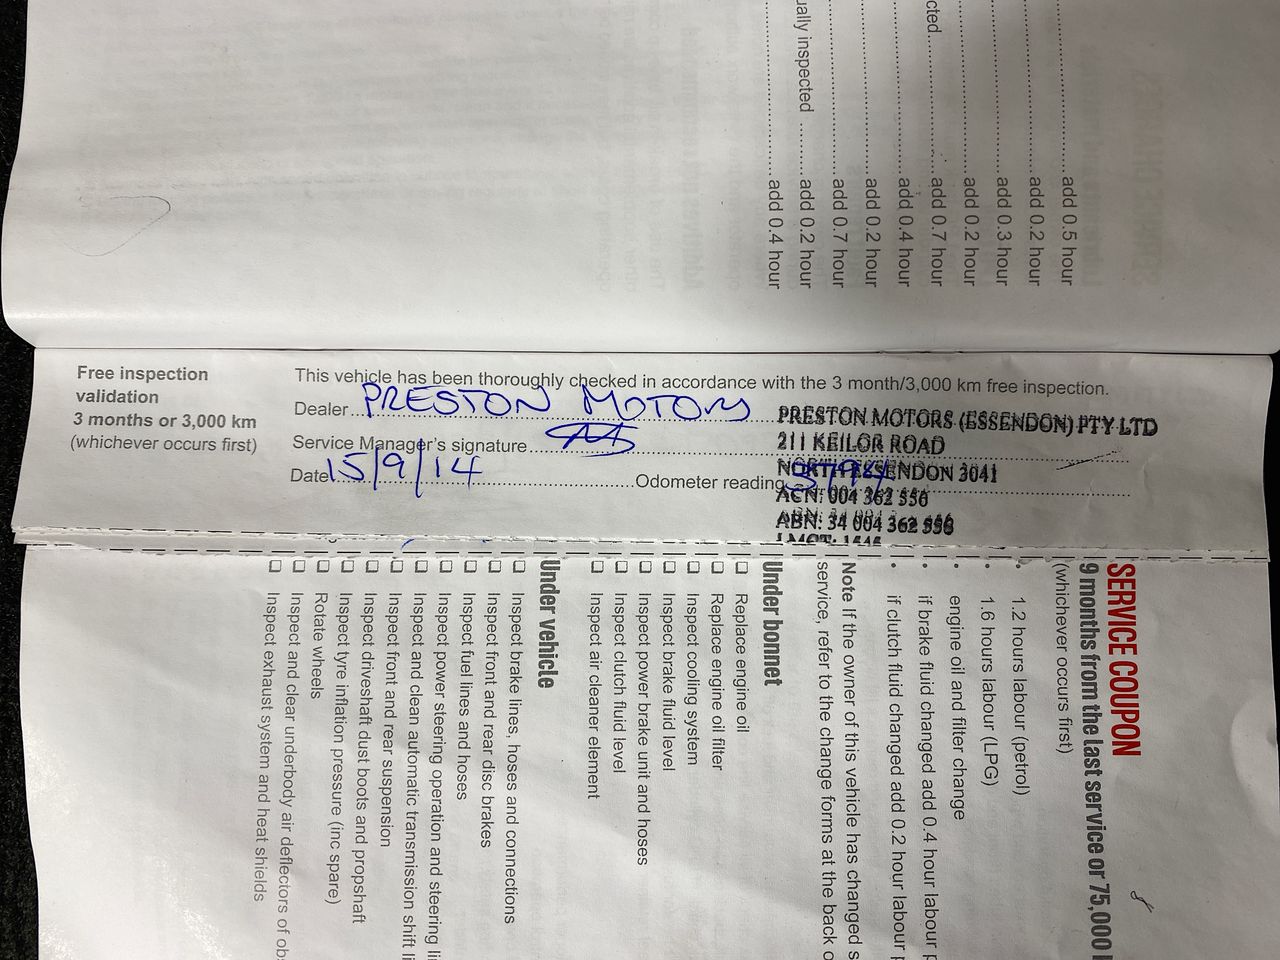 ually inspected ........ add 0.2 hour
cted
add 0.5 hour
add 0.2 hour
add 0.3 hour
add 0.2 hour
add 0.7 hour
add 0.4 hour
add 0.2 hour
add 0.7 hour
add 0.4 hour
Free inspection
validation
3 months or 3,000 km
(whichever occurs first)
This vehicle has been thoroughly checked in accordance with the 3 month/3,000 km free inspection.
Dealer PRESTON MOTORS
Service Manager's signature
Date 15/9/14 Odometer reading
PRESTON MOTORS (ESSENDON) PTY LTD
211 KEILOR ROAD
NORTH ESSENDON 3041
ACN: 004 362 556
ABN: 34 004 362 556
SERVICE COUPON
9 months from the last service or 75,000
(whichever occurs first)
• 1.2 hours labour (petrol)
• 1.6 hours labour (LPG)
• engine oil and filter change
• if brake fluid changed add 0.4 hour labour
• if clutch fluid changed add 0.2 hour labour
Note If the owner of this vehicle has changed
service, refer to the change forms at the back
Under bonnet
❑ Replace engine oil
❑ Replace engine oil filter
❑ Inspect cooling system
❑ Inspect brake fluid level
❑ Inspect power brake unit and hoses
❑ Inspect clutch fluid level
❑ Inspect air cleaner element
Under vehicle
❑ Inspect brake lines, hoses and connections
❑ Inspect front and rear disc brakes
❑ Inspect fuel lines and hoses
❑ Inspect power steering operation and steering
❑ Inspect and clean automatic transmission shift
❑ Inspect front and rear suspension
❑ Inspect driveshaft dust boots and propshaft
❑ Inspect tyre inflation pressure (inc spare)
❑ Rotate wheels
❑ Inspect and clear underbody air deflectors of
❑ Inspect exhaust system and heat shields